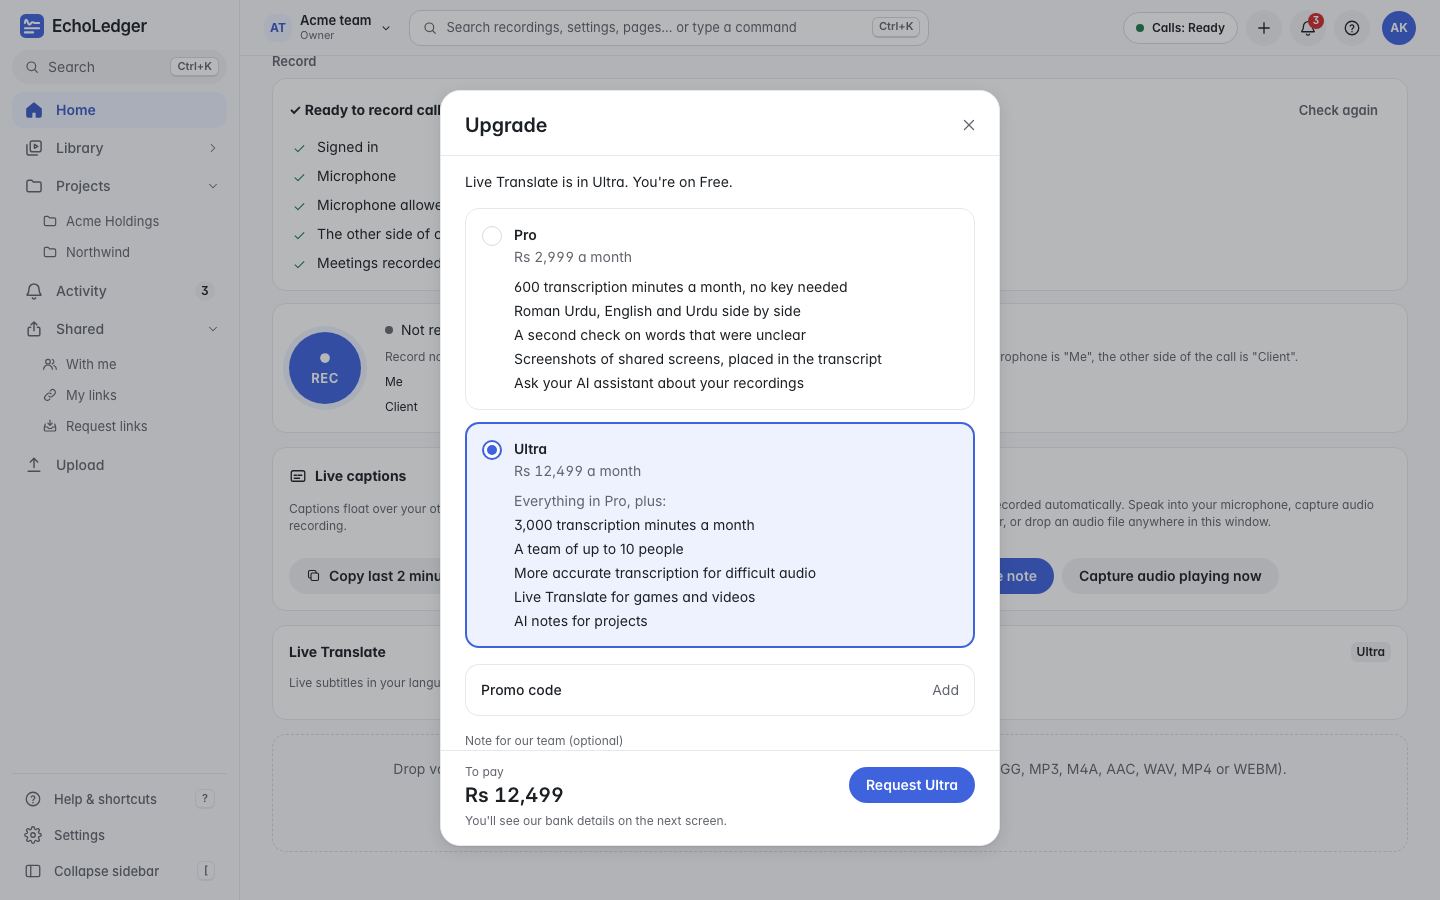 EchoLedger
Search
Ctrl+K
Home
Library
Projects
Acme Holdings
Northwind
Activity
3
Shared
With me
My links
Request links
Upload
Help & shortcuts
?
Settings
Collapse sidebar
[
AT
Acme team
Owner
Search recordings, settings, pages... or type a command
Ctrl+K
Calls: Ready
3
AK
Record
Ready to record call
Check again
Signed in
Microphone
Microphone allowe
The other side of
Meetings recorded
REC
Not re
Record
Me
Client
rophone is "Me", the other side of the call is "Client".
Live captions
Captions float over your
recording.
Copy last 2 minu
corded automatically. Speak into your microphone, capture audio
, or drop an audio file anywhere in this window.
note
Capture audio playing now
Live Translate
Ultra
Live subtitles in your langu
Drop
GG, MP3, M4A, AAC, WAV, MP4 or WEBM).
Upgrade
Live Translate is in Ultra. You're on Free.
Pro
Rs 2,999 a month
600 transcription minutes a month, no key needed
Roman Urdu, English and Urdu side by side
A second check on words that were unclear
Screenshots of shared screens, placed in the transcript
Ask your AI assistant about your recordings
Ultra
Rs 12,499 a month
Everything in Pro, plus:
3,000 transcription minutes a month
A team of up to 10 people
More accurate transcription for difficult audio
Live Translate for games and videos
AI notes for projects
Promo code
Add
Note for our team (optional)
To pay
Rs 12,499
You'll see our bank details on the next screen.
Request Ultra